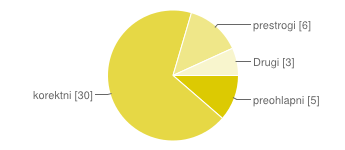 prestrogi [6]
Drugi [3]
korektni [30]
preohlapni [5]